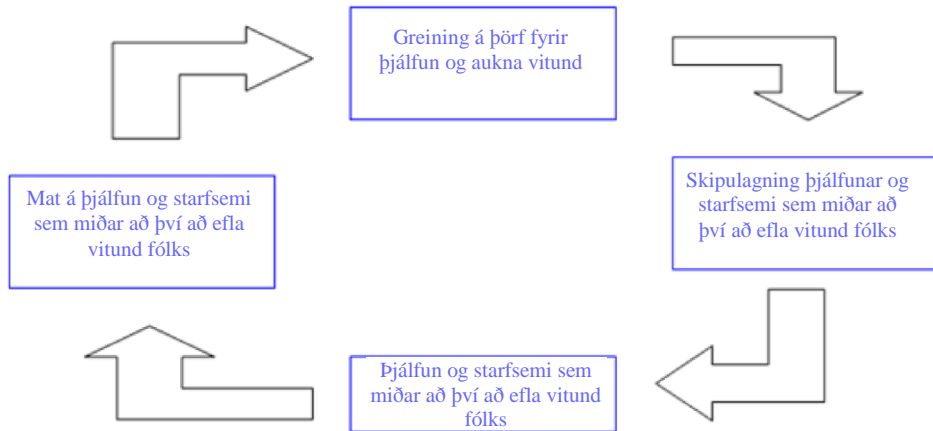 Greining á þörf fyrir
þjálfun og aukna vitund
Skipulagning þjálfunar og
starfsemi sem miðar að
því að efla vitund fólks
Þjálfun og starfsemi sem
miðar að því að efla vitund
fólks
Mat á þjálfun og starfsemi
sem miðar að því að efla
vitund fólks